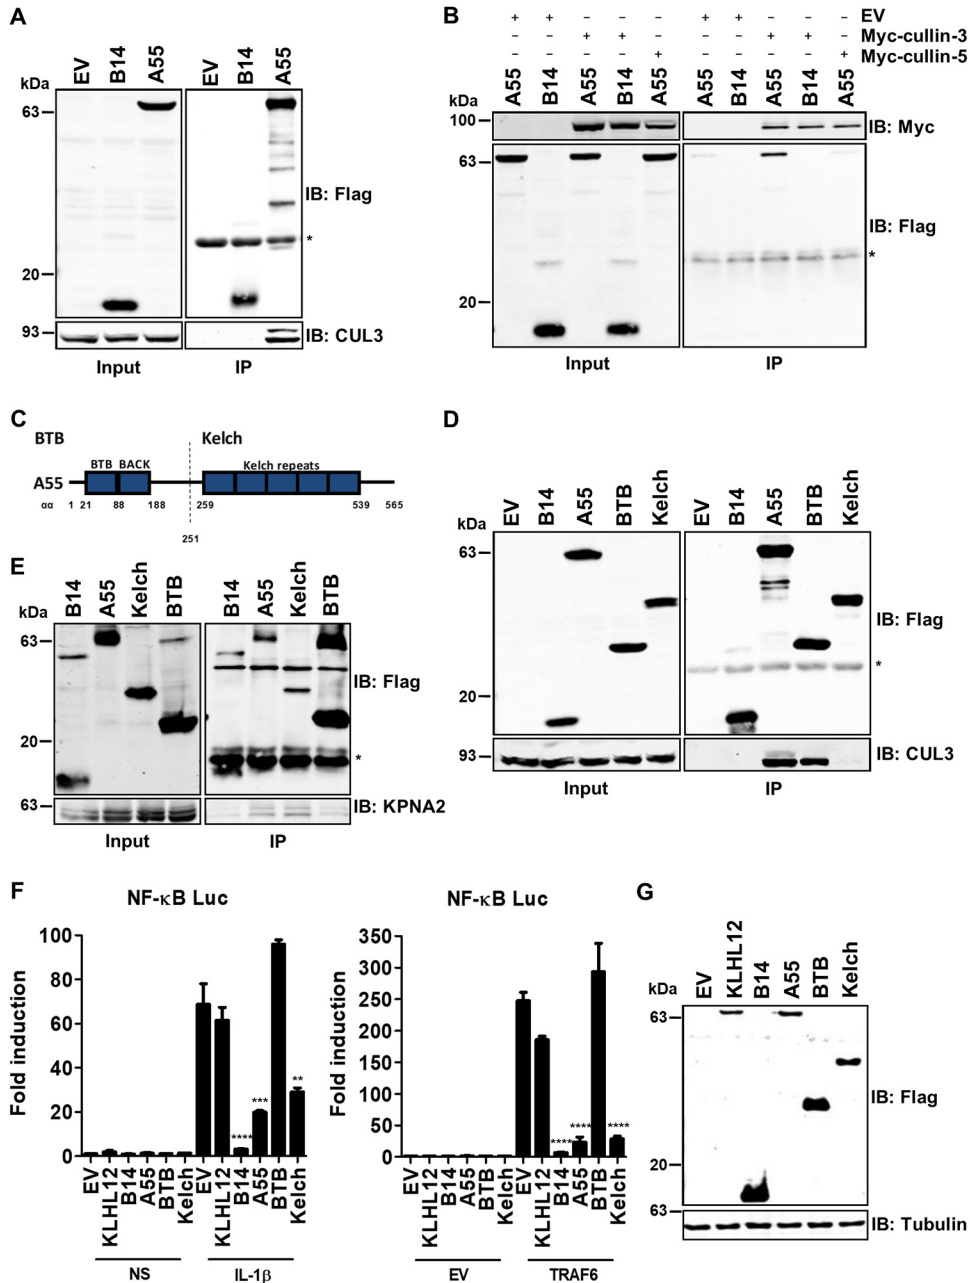 A
EV B14 A55 EV B14 A55
kDa
63
IB: Flag
*
20
93
IB: CUL3
Input IP
B
+ + – – – + + – – – EV
– – + + – – – + + – Myc-cullin-3
– – – – + – – – – + Myc-cullin-5
A55 B14 A55 B14 A55 A55 B14 A55 B14 A55
kDa
100
IB: Myc
63
IB: Flag
*
20
Input IP
C
BTB Kelch
BTB BACK Kelch repeats
A55
αα 1 21 88 188 259 539 565
251
D
EV B14 A55 BTB Kelch EV B14 A55 BTB Kelch
kDa
63
IB: Flag
*
20
93
IB: CUL3
Input IP
E
B14 A55 Kelch BTB B14 A55 Kelch BTB
kDa
63
IB: Flag
20
*
63
IB: KPNA2
Input IP
F
NF-κB Luc
Fold induction
100
80
60
40
20
0
**** *** **
EV KLHL12 B14 A55 BTB Kelch EV KLHL12 B14 A55 BTB Kelch
NS IL-1β
NF-κB Luc
Fold induction
350
300
250
200
150
100
50
0
**** **** ****
EV KLHL12 B14 A55 BTB Kelch EV KLHL12 B14 A55 BTB Kelch
EV TRAF6
G
EV KLHL12 B14 A55 BTB Kelch
kDa
63
IB: Flag
20
63
IB: Tubulin